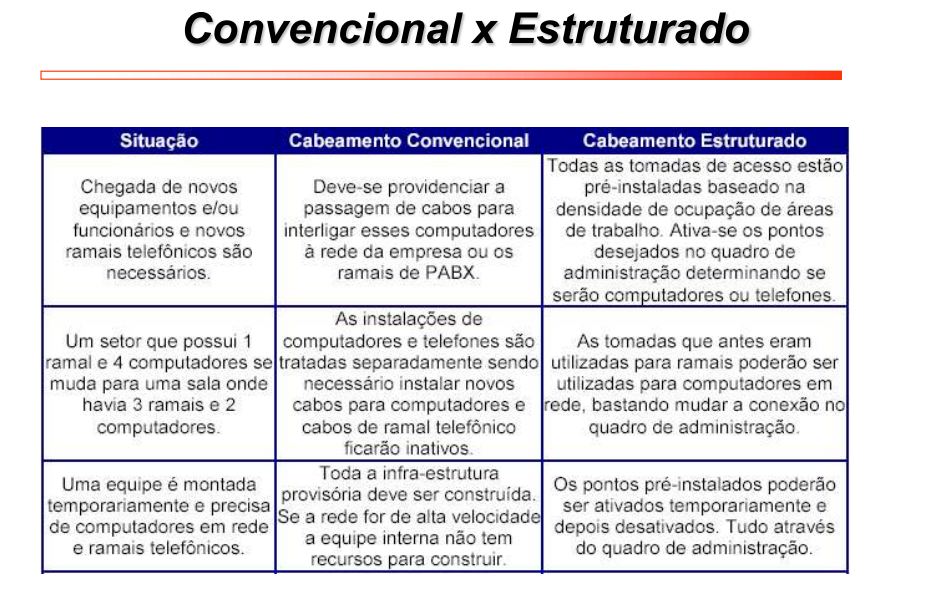 Convencional x Estruturado
Situação
Cabeamento Convencional
Cabeamento Estruturado
Chegada de novos
equipamentos e/ou
funcionários e novos
ramais telefônicos são
necessários.
Deve-se providenciar a
passagem de cabos para
interligar esses computadores
à rede da empresa ou os
ramais de PABX.
Todas as tomadas de acesso estão
pré-instaladas baseado na
densidade de ocupação de áreas
de trabalho. Ativa-se os pontos
desejados no quadro de
administração determinando se
serão computadores ou telefones.
Um setor que possui 1
ramal e 4 computadores se
muda para uma sala onde
havia 3 ramais e 2
computadores.
As instalações de
computadores e telefones são
tratadas separadamente sendo
necessário instalar novos
cabos para computadores e
cabos de ramal telefônico
ficarão inativos.
As tomadas que antes eram
utilizadas para ramais poderão ser
utilizadas para computadores em
rede, bastando mudar a conexão no
quadro de administração.
Uma equipe é montada
temporariamente e precisa
de computadores em rede
e ramais telefônicos.
Toda a infra-estrutura
provisória deve ser construída.
Se a rede for de alta velocidade
a equipe interna não tem
recursos para construir.
Os pontos pré-instalados poderão
ser ativados temporariamente e
depois desativados. Tudo através
do quadro de administração.